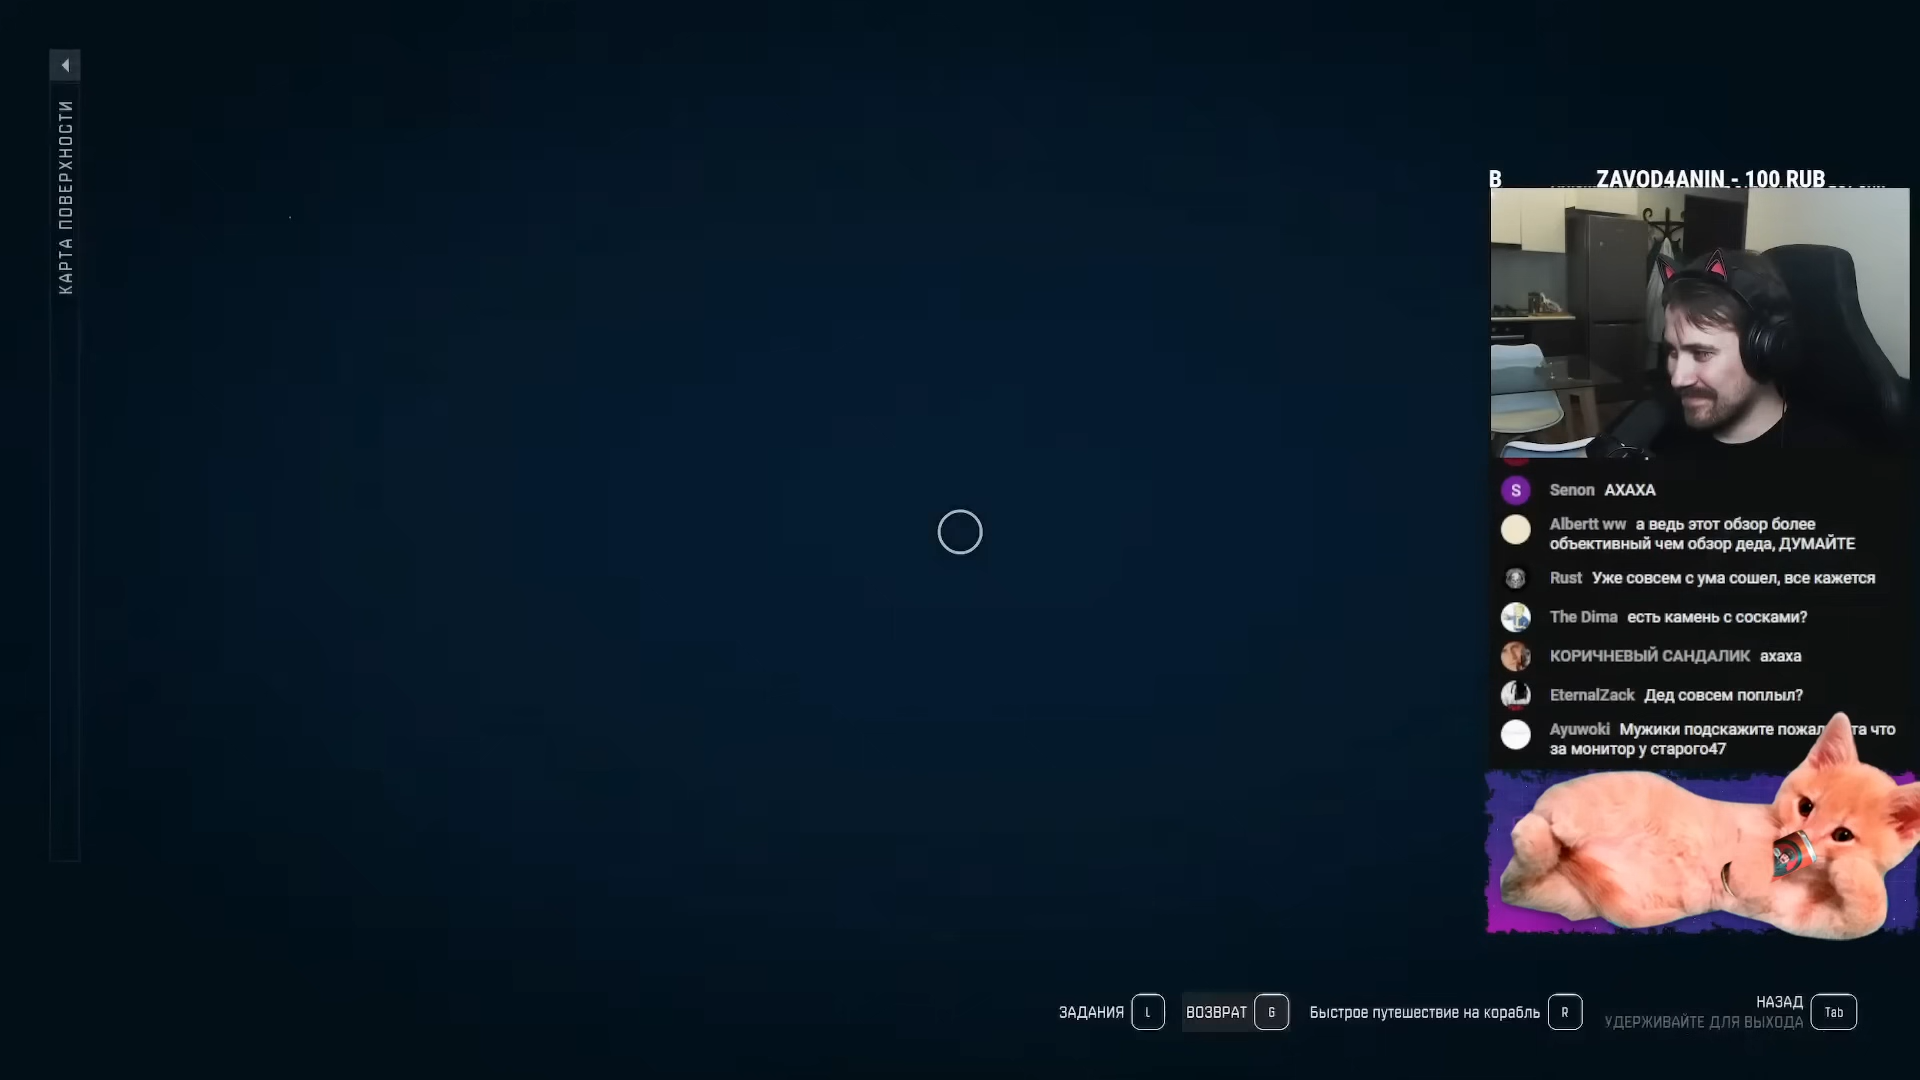 КАРТА ПОВЕРХНОСТИ
В ZAVOD4ANIN - 100 RUB
S Senon АХАХА
Albertt ww а ведь этот обзор более
объективный чем обзор деда, ДУМАЙТЕ
Rust Уже совсем с ума сошел, все кажется
The Dima есть камень с сосками?
КОРИЧНЕВЫЙ САНДАЛИК ахаха
EternalZack Дед совсем поплыл?
Ayuwoki Мужики подскажите что
за монитор у старого47
ЗАДАНИЯ L ВОЗВРАТ G Быстрое путешествие на корабль R НАЗАД
УДЕРЖИВАЙТЕ ДЛЯ ВЫХОДА Tab